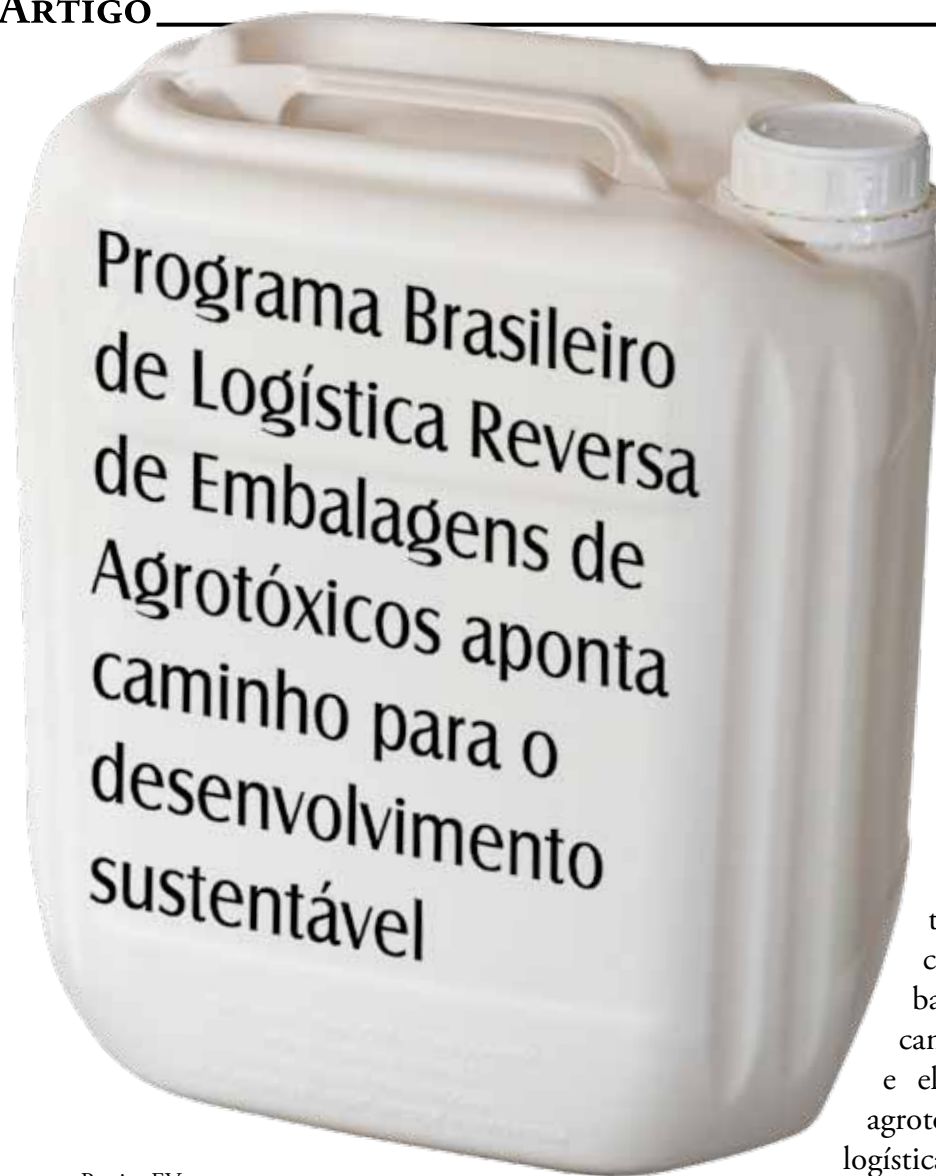 ARTIGO
Programa Brasileiro
de Logística Reversa
de Embalagens de
Agrotóxicos aponta
caminho para o
desenvolvimento
sustentável
e